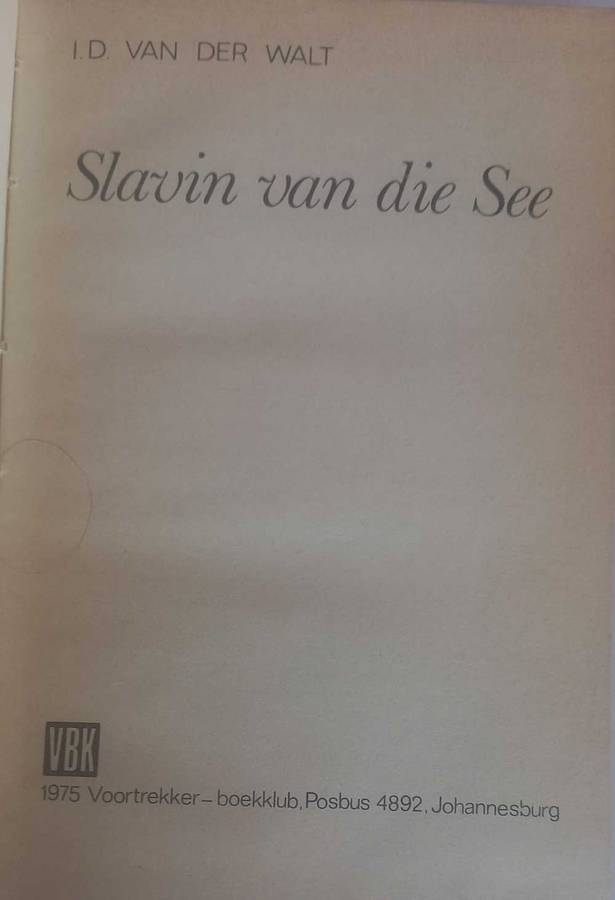 I.D. VAN DER WALT
Slavin van die See
VBK
1975 Voortrekker – boekklub, Posbus 4892, Johannesburg